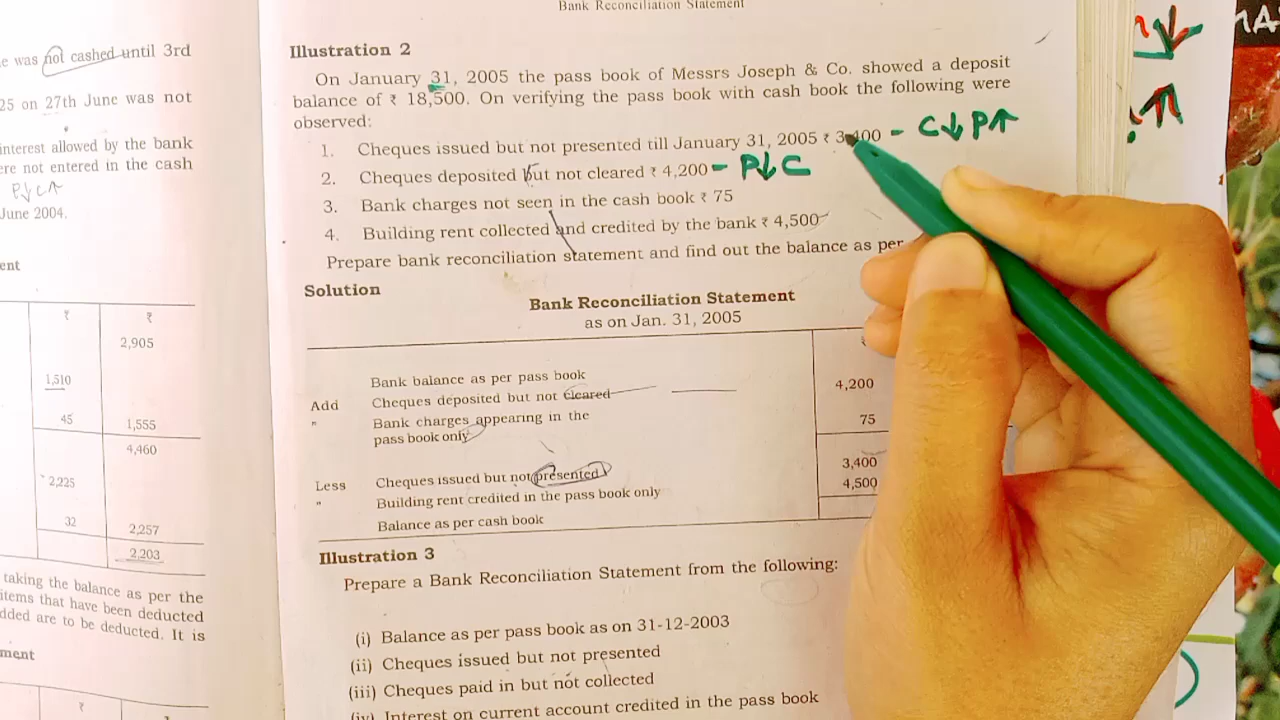 Bank Reconciliation Statement
e was not cashed until 3rd
25 on 27th June was not
interest allowed by the bank
ere not entered in the cash
P↓C↑
June 2004.
ent
₹ ₹
2,905
1,510
45 1,555
4,460
2,225
32 2,257
2,203
taking the balance as per the
items that have been deducted
dded are to be deducted. It is
ment
₹
Illustration 2
On January 31, 2005 the pass book of Messrs Joseph & Co. showed a deposit
balance of ₹ 18,500. On verifying the pass book with cash book the following were
observed:
1. Cheques issued but not presented till January 31, 2005 ₹ 3,400 - C↓ P↑
2. Cheques deposited but not cleared ₹ 4,200 - P↓ C
3. Bank charges not seen in the cash book ₹ 75
4. Building rent collected and credited by the bank ₹ 4,500
Prepare bank reconciliation statement and find out the balance as per
Solution
Bank Reconciliation Statement
as on Jan. 31, 2005
Bank balance as per pass book
Add Cheques deposited but not cleared 4,200
" Bank charges appearing in the 75
pass book only
Less Cheques issued but not presented 3,400
" Building rent credited in the pass book only 4,500
Balance as per cash book
Illustration 3
Prepare a Bank Reconciliation Statement from the following:
(i) Balance as per pass book as on 31-12-2003
(ii) Cheques issued but not presented
(iii) Cheques paid in but not collected
(iv) Interest on current account credited in the pass book